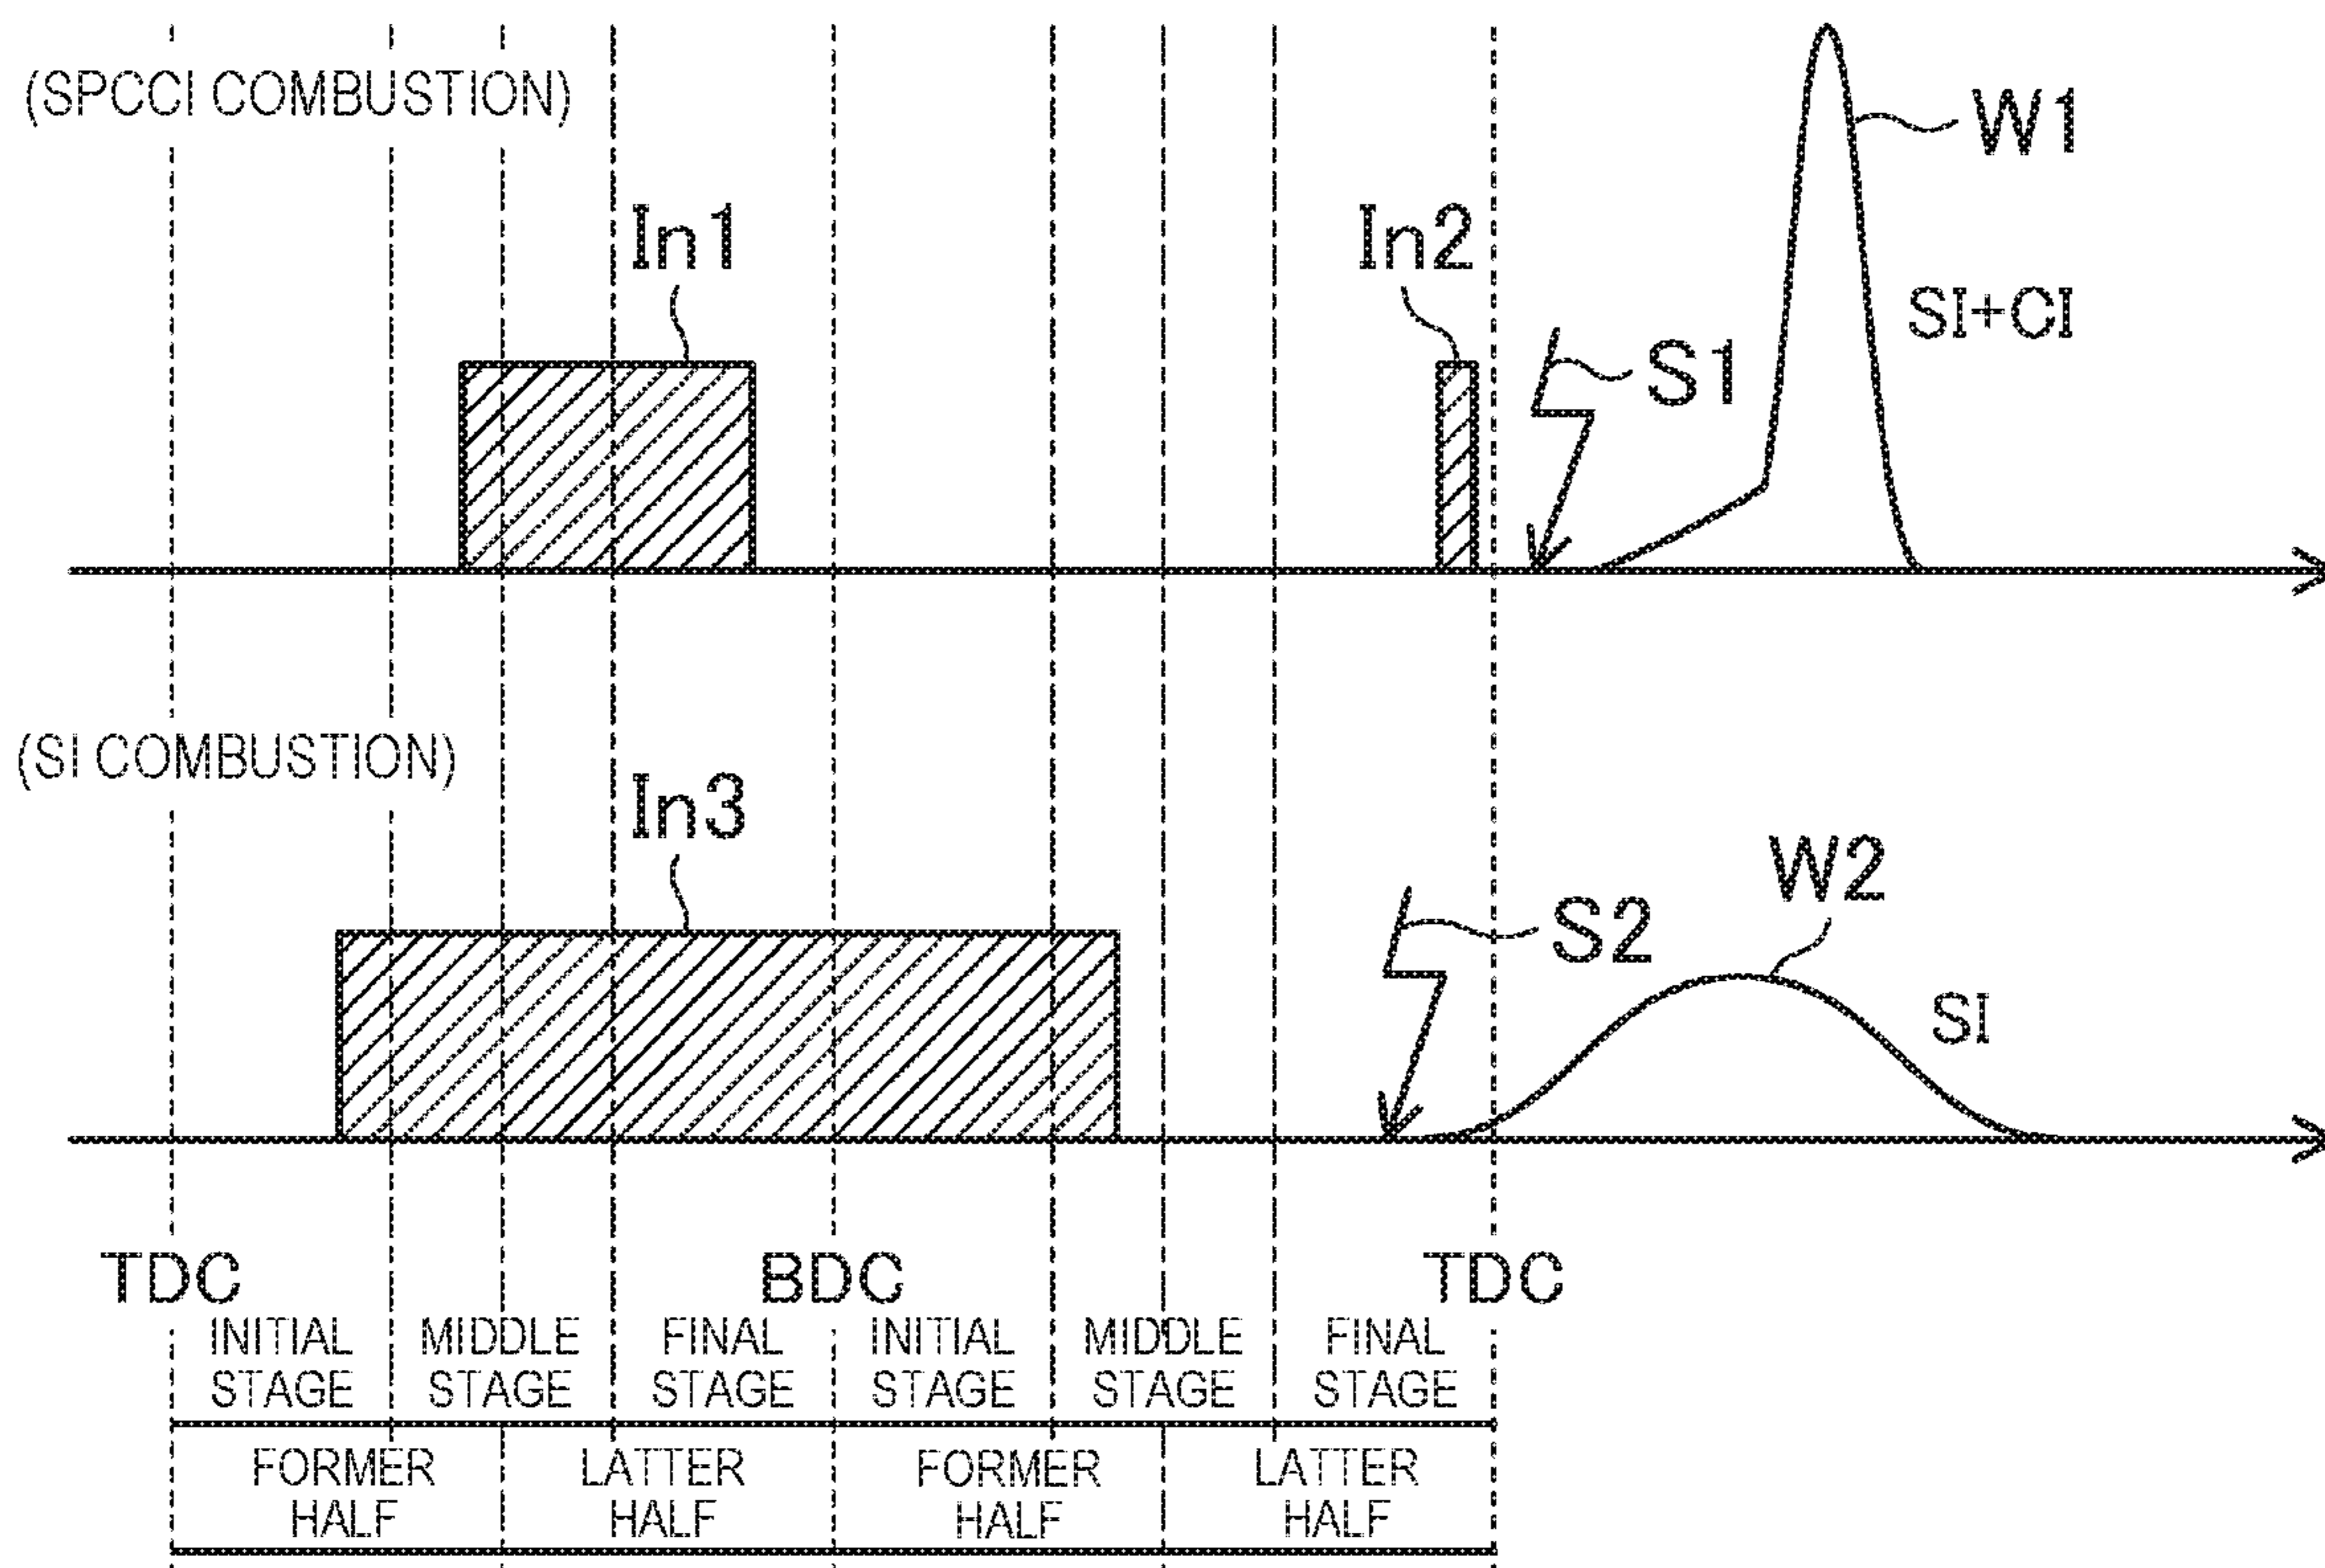 (SPCCI COMBUSTION)
W1
In1
In2
SI+CI
S1
(SI COMBUSTION)
In3
W2
S2
SI
TDC BDC TDC
INITIAL MIDDLE FINAL INITIAL MIDDLE FINAL
STAGE STAGE STAGE STAGE STAGE STAGE
FORMER LATTER FORMER LATTER
HALF HALF HALF HALF